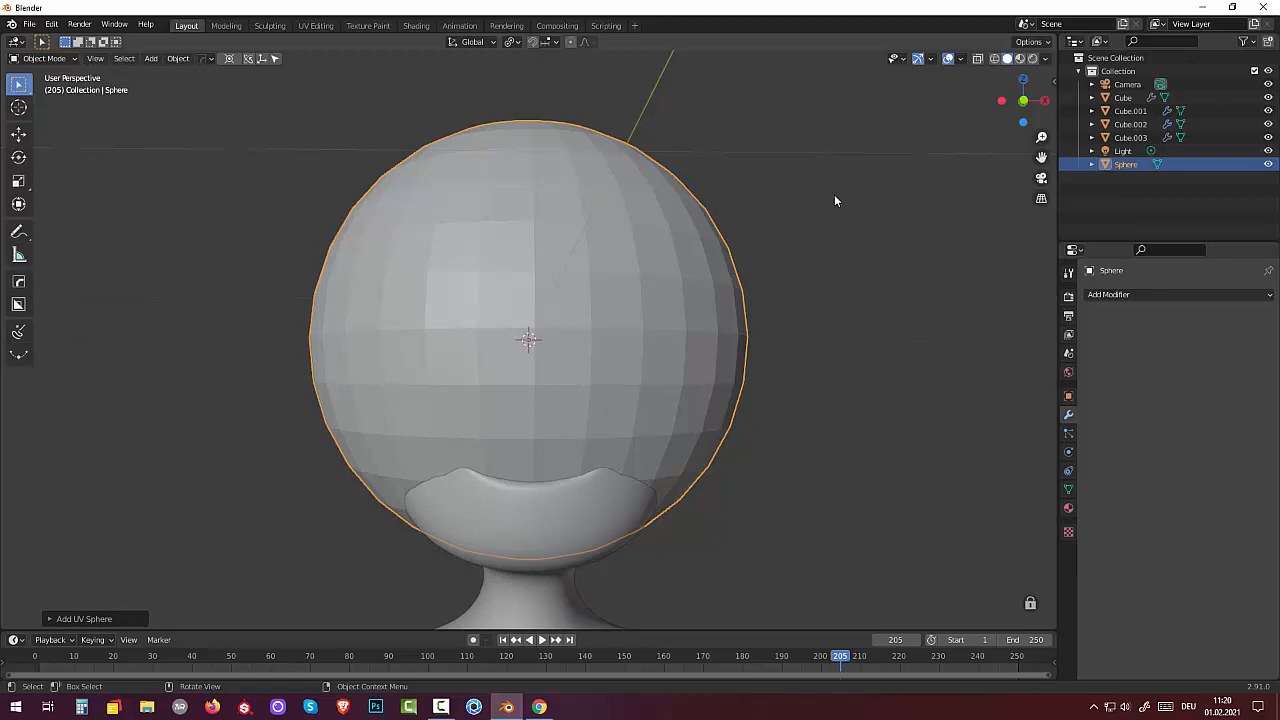 Blender
File Edit Render Window Help Layout Modeling Sculpting UV Editing Texture Paint Shading Animation Rendering Compositing Scripting + Scene View Layer
Global Options
Object Mode View Select Add Object
User Perspective
(205) Collection | Sphere
Scene Collection
Collection
Camera
Cube
Cube.001
Cube.002
Cube.003
Light
Sphere
Z
X
Sphere
Add Modifier
Add UV Sphere
Playback Keying View Marker 205 Start 1 End 250
0 10 20 30 40 50 60 70 80 90 100 110 120 130 140 150 160 170 180 190 200 205 210 220 230 240 250
Select Box Select Rotate View Object Context Menu 2.91.0
DEU 11:20
01.02.2021